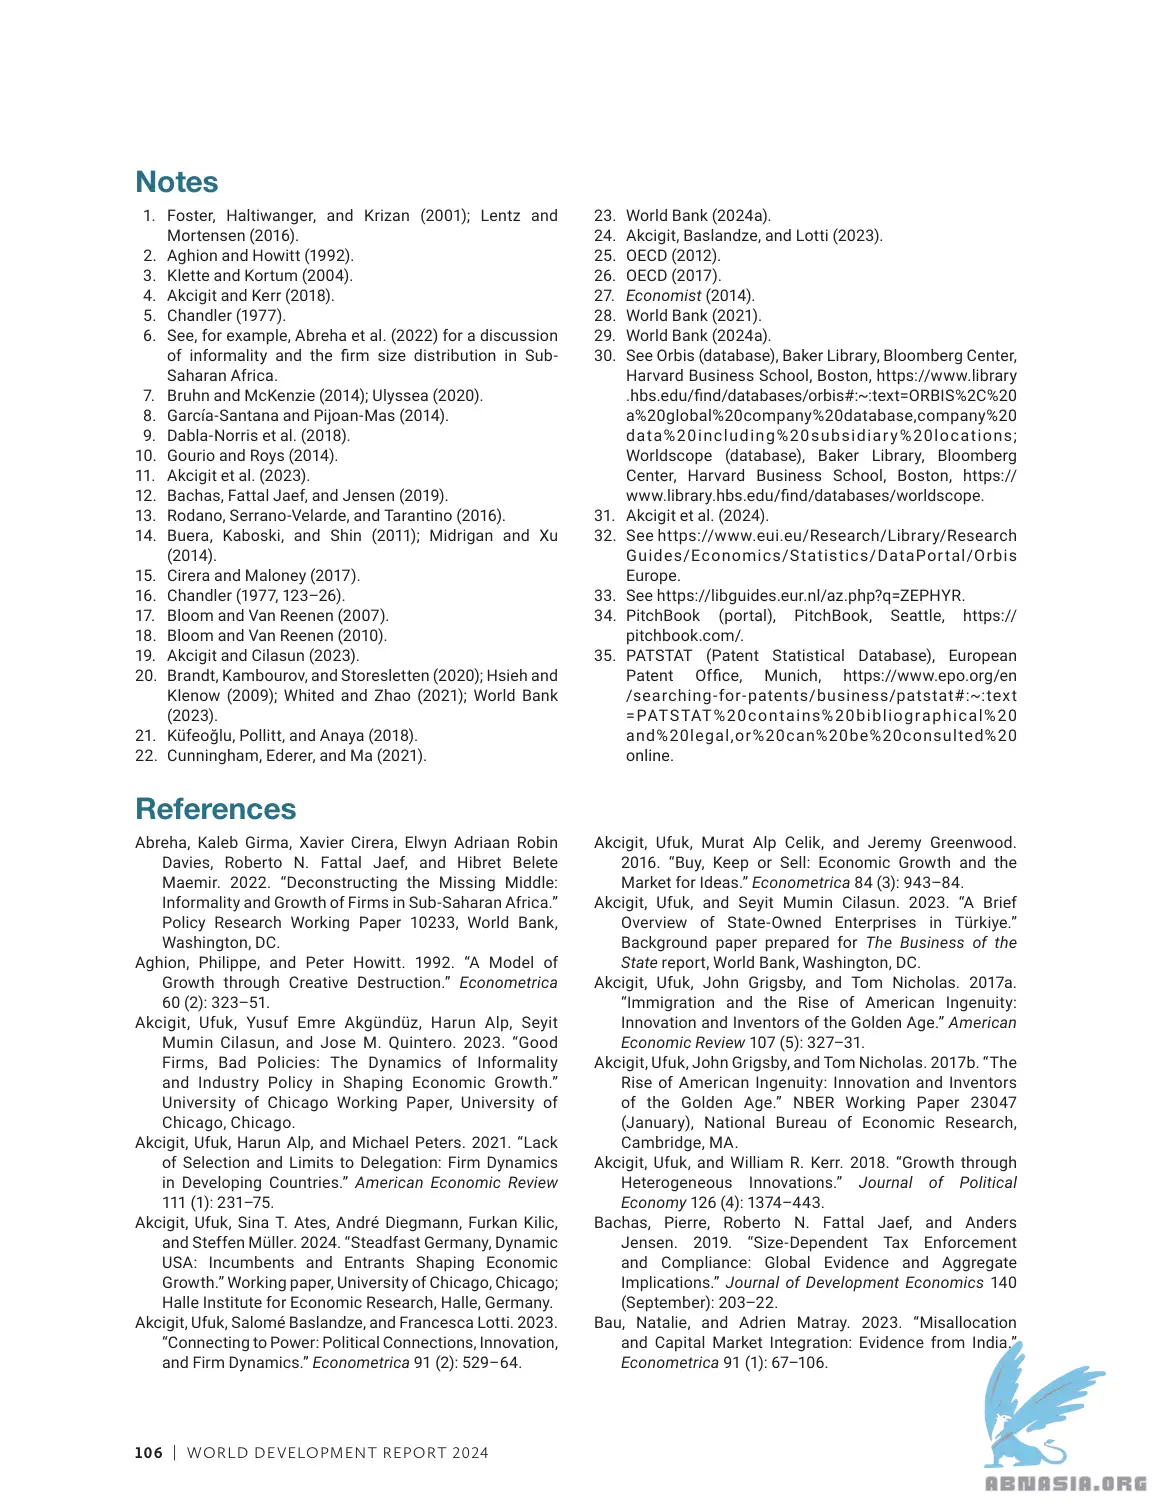 Notes
1. Foster, Haltiwanger, and Krizan (2001); Lentz and
Mortensen (2016).
2. Aghion and Howitt (1992).
3. Klette and Kortum (2004).
4. Akcigit and Kerr (2018).
5. Chandler (1977).
6. See, for example, Abreha et al. (2022) for a discussion
of informality and the firm size distribution in Sub-
Saharan Africa.
7. Bruhn and McKenzie (2014); Ulyssea (2020).
8. García-Santana and Pijoan-Mas (2014).
9. Dabla-Norris et al. (2018).
10. Gourio and Roys (2014).
11. Akcigit et al. (2023).
12. Bachas, Fattal Jaef, and Jensen (2019).
13. Rodano, Serrano-Velarde, and Tarantino (2016).
14. Buera, Kaboski, and Shin (2011); Midrigan and Xu
(2014).
15. Cirera and Maloney (2017).
16. Chandler (1977, 123–26).
17. Bloom and Van Reenen (2007).
18. Bloom and Van Reenen (2010).
19. Akcigit and Cilasun (2023).
20. Brandt, Kambourov, and Storesletten (2020); Hsieh and
Klenow (2009); Whited and Zhao (2021); World Bank
(2023).
21. Küfeoğlu, Pollitt, and Anaya (2018).
22. Cunningham, Ederer, and Ma (2021).
23. World Bank (2024a).
24. Akcigit, Baslandze, and Lotti (2023).
25. OECD (2012).
26. OECD (2017).
27. Economist (2014).
28. World Bank (2021).
29. World Bank (2024a).
30. See Orbis (database), Baker Library, Bloomberg Center,
Harvard Business School, Boston, https://www.library
.hbs.edu/find/databases/orbis#:~:text=ORBIS%2C%20
a%20global%20company%20database,company%20
data%20including%20subsidiary%20locations;
Worldscope (database), Baker Library, Bloomberg
Center, Harvard Business School, Boston, https://
www.library.hbs.edu/find/databases/worldscope.
31. Akcigit et al. (2024).
32. See https://www.eui.eu/Research/Library/Research
Guides/Economics/Statistics/DataPortal/Orbis
Europe.
33. See https://libguides.eur.nl/az.php?q=ZEPHYR.
34. PitchBook (portal), PitchBook, Seattle, https://
pitchbook.com/.
35. PATSTAT (Patent Statistical Database), European
Patent Office, Munich, https://www.epo.org/en
/searching-for-patents/business/patstat#:~:text
=PATSTAT%20contains%20bibliographical%20
and%20legal,or%20can%20be%20consulted%20
online.
References
Abreha, Kaleb Girma, Xavier Cirera, Elwyn Adriaan Robin
Davies, Roberto N. Fattal Jaef, and Hibret Belete
Maemir. 2022. “Deconstructing the Missing Middle:
Informality and Growth of Firms in Sub-Saharan Africa.”
Policy Research Working Paper 10233, World Bank,
Washington, DC.
Aghion, Philippe, and Peter Howitt. 1992. “A Model of
Growth through Creative Destruction.” Econometrica
60 (2): 323–51.
Akcigit, Ufuk, Yusuf Emre Akgündüz, Harun Alp, Seyit
Mumin Cilasun, and Jose M. Quintero. 2023. “Good
Firms, Bad Policies: The Dynamics of Informality
and Industry Policy in Shaping Economic Growth.”
University of Chicago Working Paper, University of
Chicago, Chicago.
Akcigit, Ufuk, Harun Alp, and Michael Peters. 2021. “Lack
of Selection and Limits to Delegation: Firm Dynamics
in Developing Countries.” American Economic Review
111 (1): 231–75.
Akcigit, Ufuk, Sina T. Ates, André Diegmann, Furkan Kilic,
and Steffen Müller. 2024. “Steadfast Germany, Dynamic
USA: Incumbents and Entrants Shaping Economic
Growth.” Working paper, University of Chicago, Chicago;
Halle Institute for Economic Research, Halle, Germany.
Akcigit, Ufuk, Salomé Baslandze, and Francesca Lotti. 2023.
“Connecting to Power: Political Connections, Innovation,
and Firm Dynamics.” Econometrica 91 (2): 529–64.
Akcigit, Ufuk, Murat Alp Celik, and Jeremy Greenwood.
2016. “Buy, Keep or Sell: Economic Growth and the
Market for Ideas.” Econometrica 84 (3): 943–84.
Akcigit, Ufuk, and Seyit Mumin Cilasun. 2023. “A Brief
Overview of State-Owned Enterprises in Türkiye.”
Background paper prepared for The Business of the
State report, World Bank, Washington, DC.
Akcigit, Ufuk, John Grigsby, and Tom Nicholas. 2017a.
“Immigration and the Rise of American Ingenuity:
Innovation and Inventors of the Golden Age.” American
Economic Review 107 (5): 327–31.
Akcigit, Ufuk, John Grigsby, and Tom Nicholas. 2017b. “The
Rise of American Ingenuity: Innovation and Inventors
of the Golden Age.” NBER Working Paper 23047
(January), National Bureau of Economic Research,
Cambridge, MA.
Akcigit, Ufuk, and William R. Kerr. 2018. “Growth through
Heterogeneous Innovations.” Journal of Political
Economy 126 (4): 1374–443.
Bachas, Pierre, Roberto N. Fattal Jaef, and Anders
Jensen. 2019. “Size-Dependent Tax Enforcement
and Compliance: Global Evidence and Aggregate
Implications.” Journal of Development Economics 140
(September): 203–22.
Bau, Natalie, and Adrien Matray. 2023. “Misallocation
and Capital Market Integration: Evidence from India.”
Econometrica 91 (1): 67–106.
106 | WORLD DEVELOPMENT REPORT 2024
ABNASIA.ORG